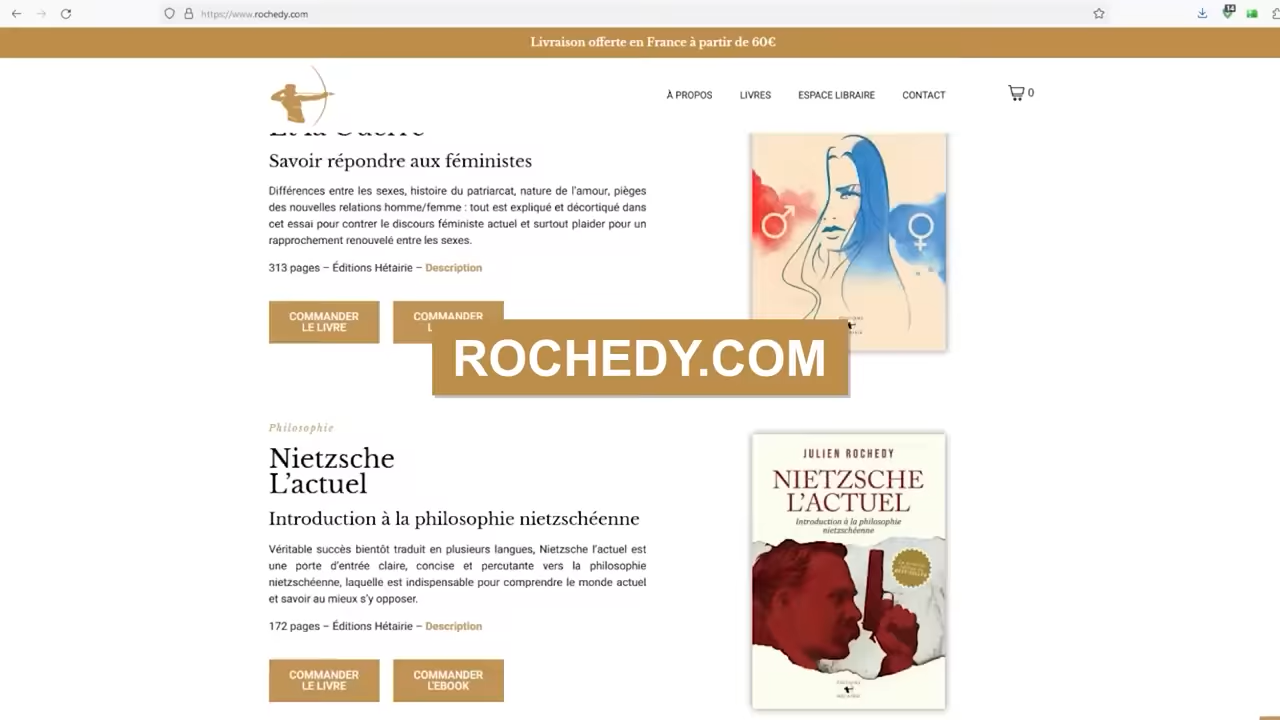 https://www.rochedy.com
14
Livraison offerte en France à partir de 60€
À PROPOS
LIVRES
ESPACE LIBRAIRE
CONTACT
0
Et la Guerre
Savoir répondre aux féministes
Différences entre les sexes, histoire du patriarcat, nature de l'amour, pièges
des nouvelles relations homme/femme : tout est expliqué et décortiqué dans
cet essai pour contrer le discours féministe actuel et surtout plaider pour un
rapprochement renouvelé entre les sexes.
313 pages – Éditions Hétairie – Description
COMMANDER
LE LIVRE
COMMANDER
ROCHEDY.COM
Philosophie
Nietzsche
L'actuel
Introduction à la philosophie nietzschéenne
Véritable succès bientôt traduit en plusieurs langues, Nietzsche l'actuel est
une porte d'entrée claire, concise et percutante vers la philosophie
nietzschéenne, laquelle est indispensable pour comprendre le monde actuel
et savoir au mieux s'y opposer.
172 pages – Éditions Hétairie – Description
COMMANDER
LE LIVRE
COMMANDER
L'EBOOK
JULIEN ROCHEDY
NIETZSCHE
L'ACTUEL
Introduction à la philosophie
nietzschéenne